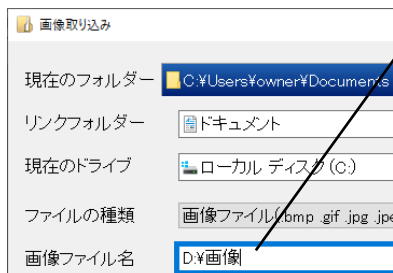 画像取り込み
現在のフォルダー C:¥Users¥owner¥Documents
リンクフォルダー ドキュメント
現在のドライブ ローカル ディスク (C:)
ファイルの種類 画像ファイル(.bmp .gif .jpg .jpe
画像ファイル名 D:¥画像